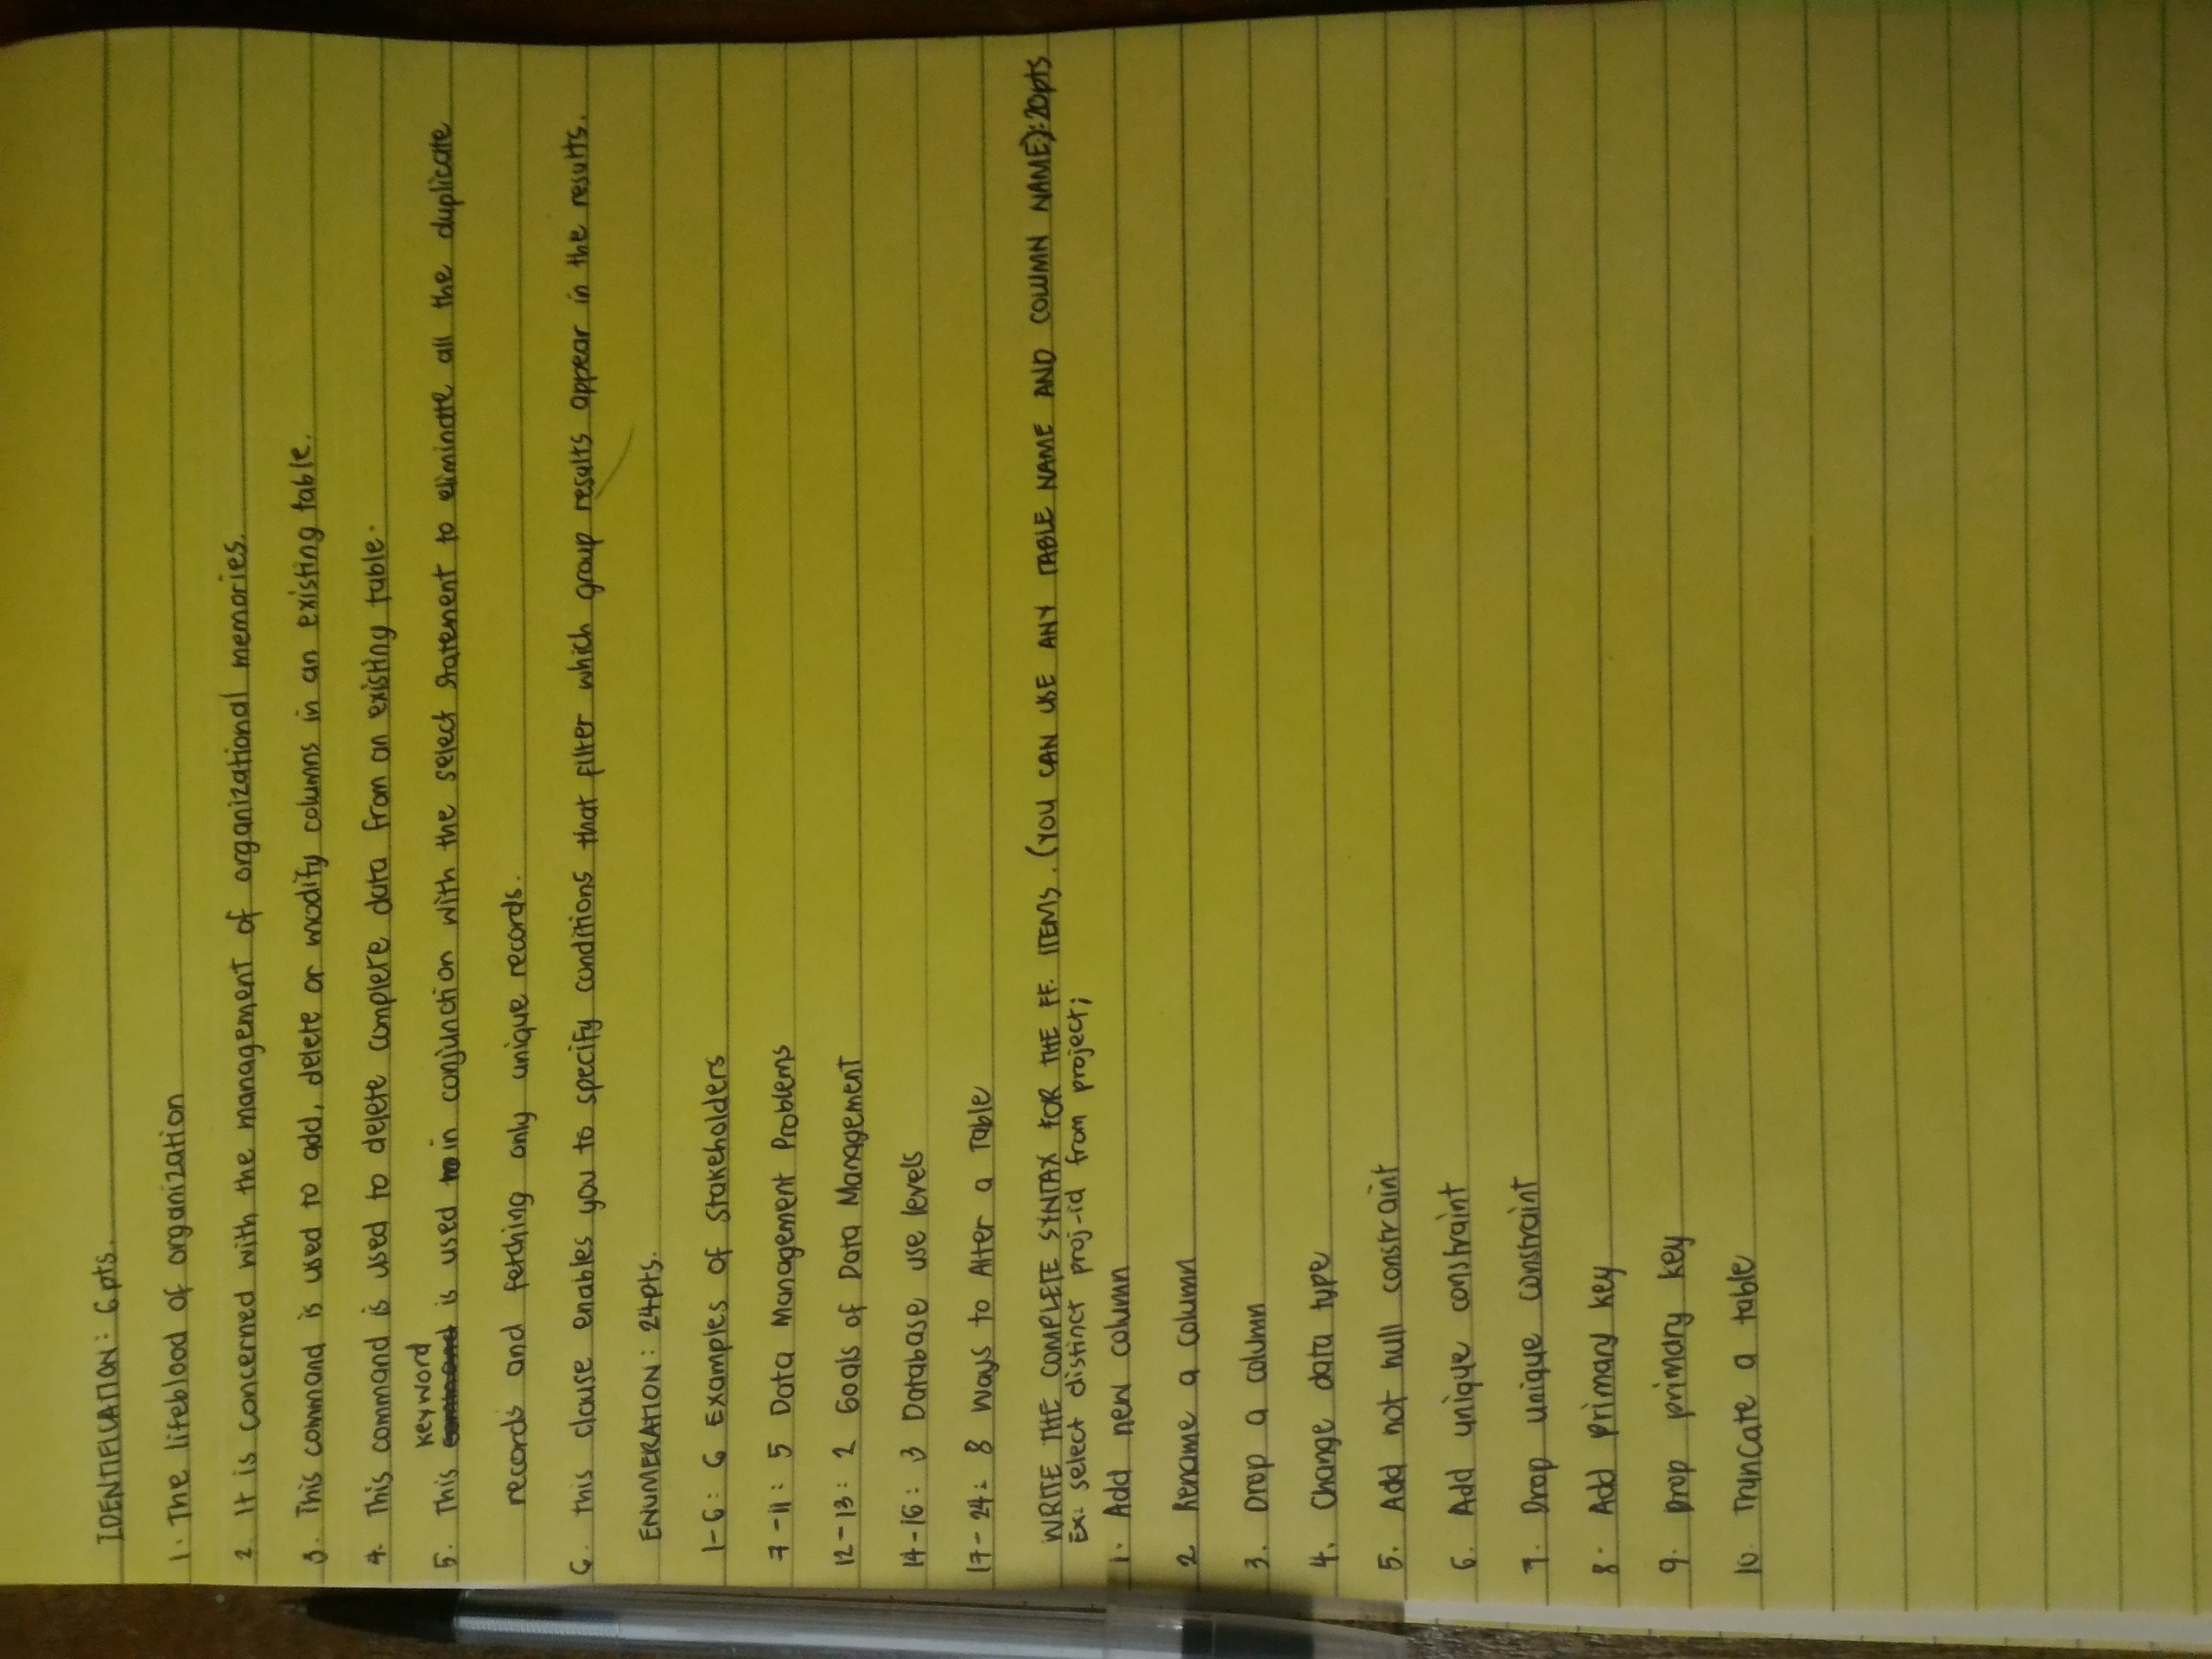 IDENTIFICATION: 6 pts.
1. The lifeblood of organization
2. It is concerned with the management of organizational memories.
3. This command is used to add, delete or modify columns in an existing table.
4. This command is used to delete complete data from an existing table.
keyword
5. This command is used to in conjunction with the select statement to eliminate all the duplicate
records and fetching only unique records.
6. This clause enables you to specify conditions that filter which group results appear in the results.
ENUMERATION: 24pts.
1-6: 6 Examples of Stakeholders
7-11: 5 Data Management Problems
12-13: 2 Goals of Data Management
14-16: 3 Database use levels
17-24: 8 Ways to Alter a Table
WRITE THE COMPLETE SYNTAX FOR THE FF. ITEMS. (YOU CAN USE ANY TABLE NAME AND COLUMN NAME): 20pts
Ex: select distinct proj-id from project;
1. Add new column
2. Rename a column
3. Drop a column
4. Change data type
5. Add not null constraint
6. Add unique constraint
7. Drop unique constraint
8. Add primary key
9. Drop primary key
10. Truncate a table